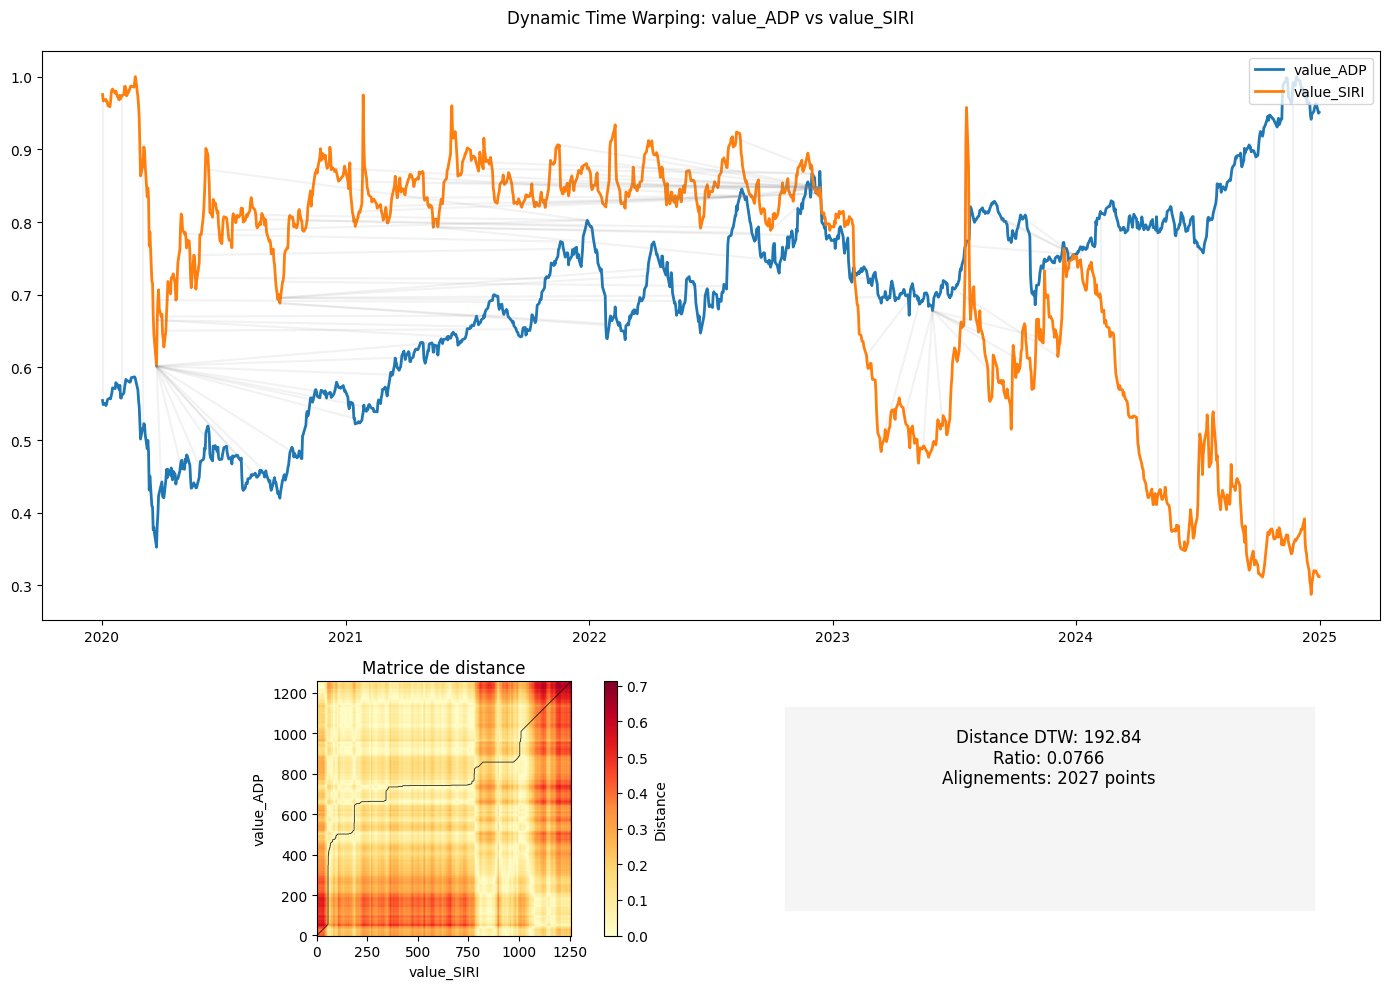 Dynamic Time Warping: value_ADP vs value_SIRI
value_ADP
value_SIRI
1.0
0.9
0.8
0.7
0.6
0.5
0.4
0.3
2020 2021 2022 2023 2024 2025
Matrice de distance
value_ADP
1200
1000
800
600
400
200
0
0 250 500 750 1000 1250
value_SIRI
0.7
0.6
0.5
0.4
0.3
0.2
0.1
0.0
Distance
Distance DTW: 192.84
Ratio: 0.0766
Alignements: 2027 points